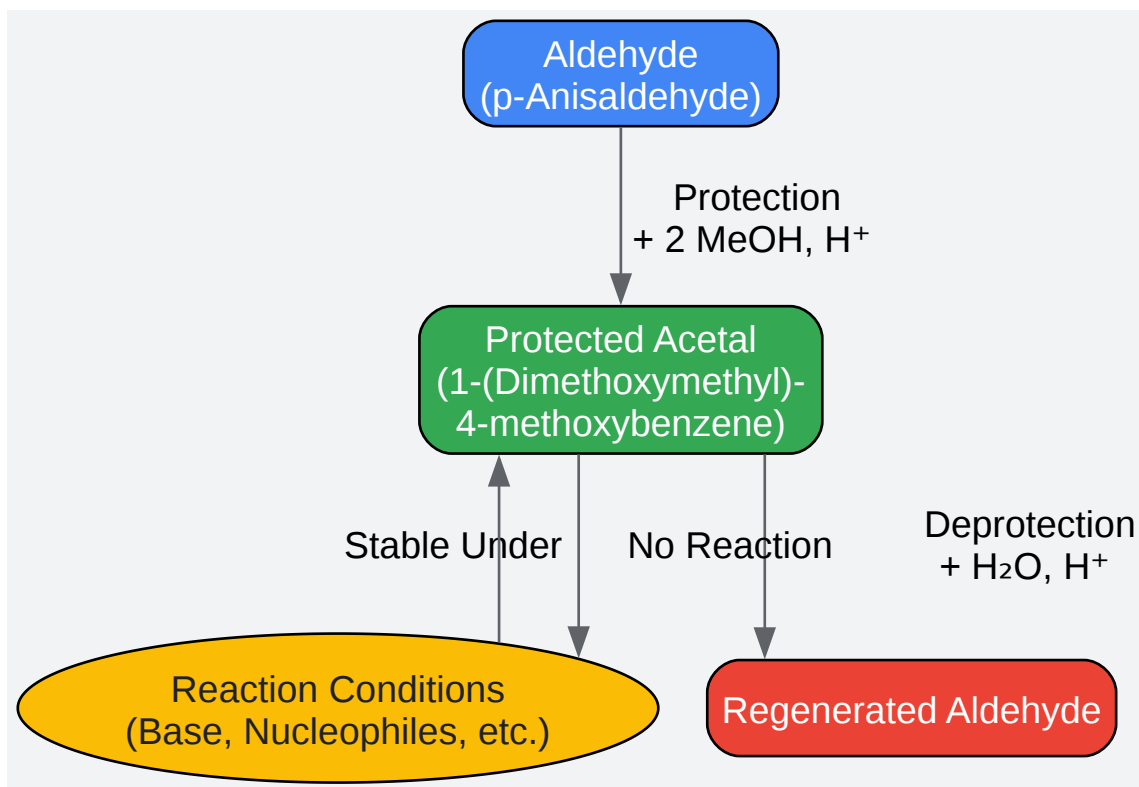 Aldehyde
(p-Anisaldehyde)
Protection
+ 2 MeOH, H⁺
Protected Acetal
(1-(Dimethoxymethyl)-
4-methoxybenzene)
Stable Under
No Reaction
Deprotection
+ H₂O, H⁺
Reaction Conditions
(Base, Nucleophiles, etc.)
Regenerated Aldehyde